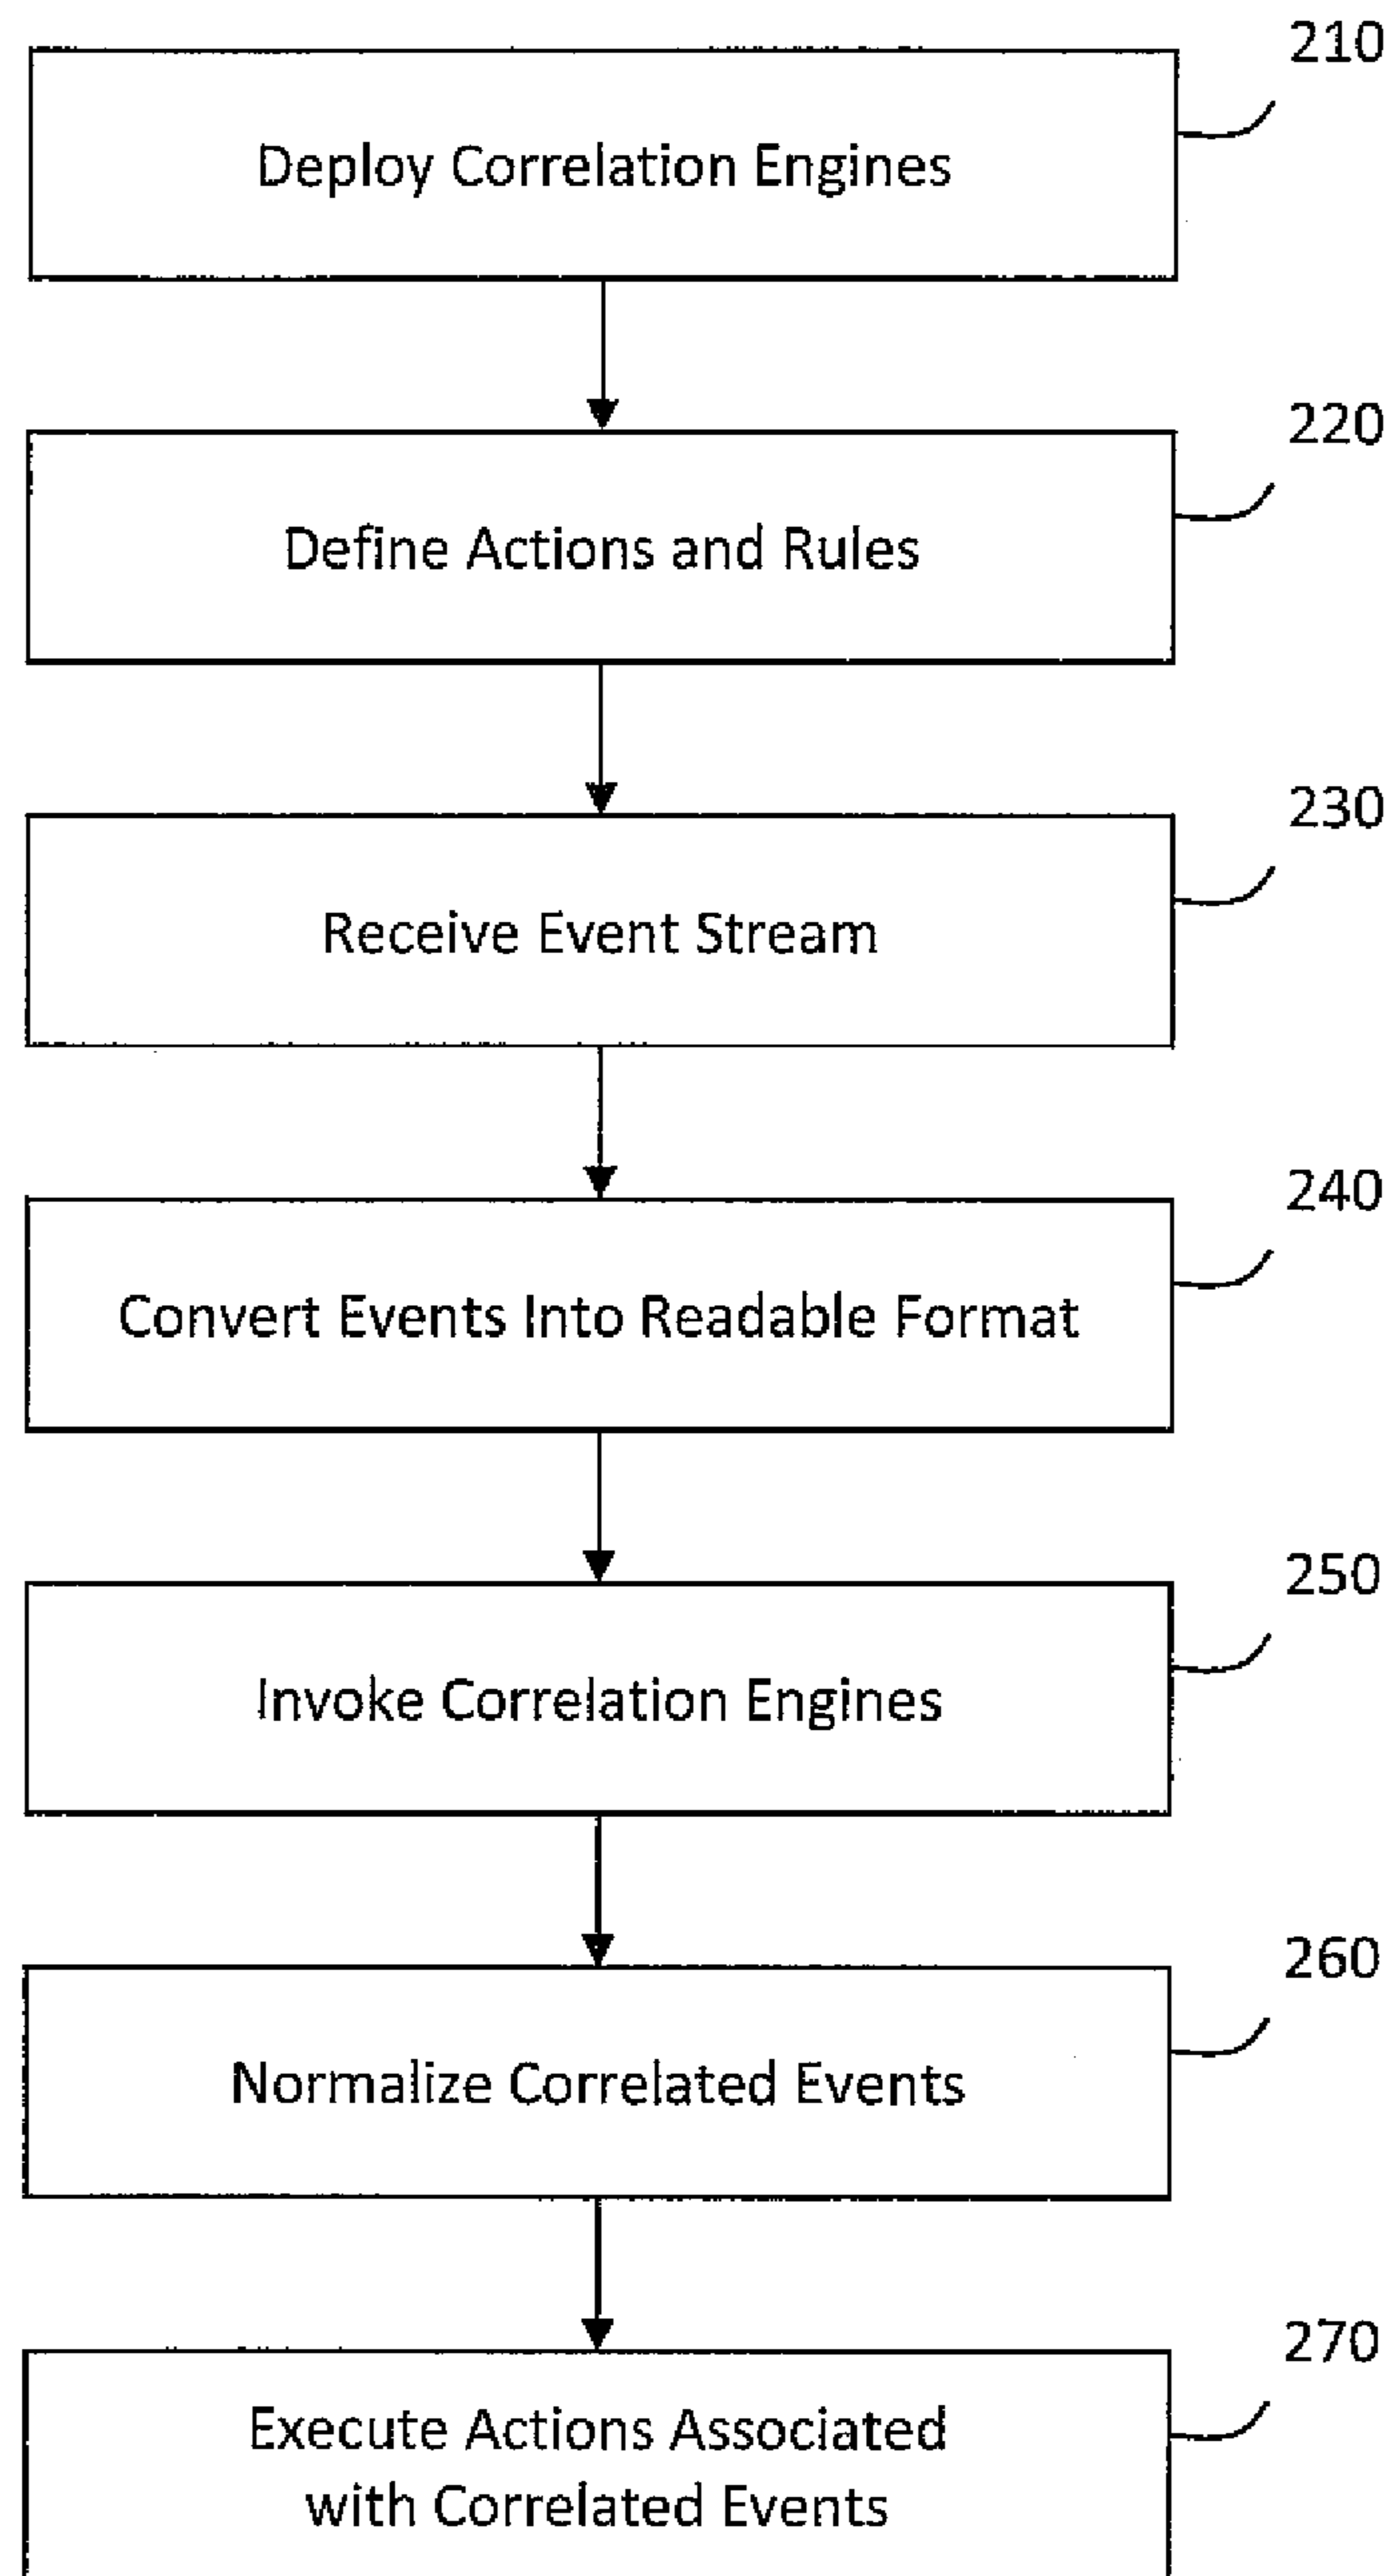 210
Deploy Correlation Engines
220
Define Actions and Rules
230
Receive Event Stream
240
Convert Events Into Readable Format
250
Invoke Correlation Engines
260
Normalize Correlated Events
270
Execute Actions Associated
with Correlated Events